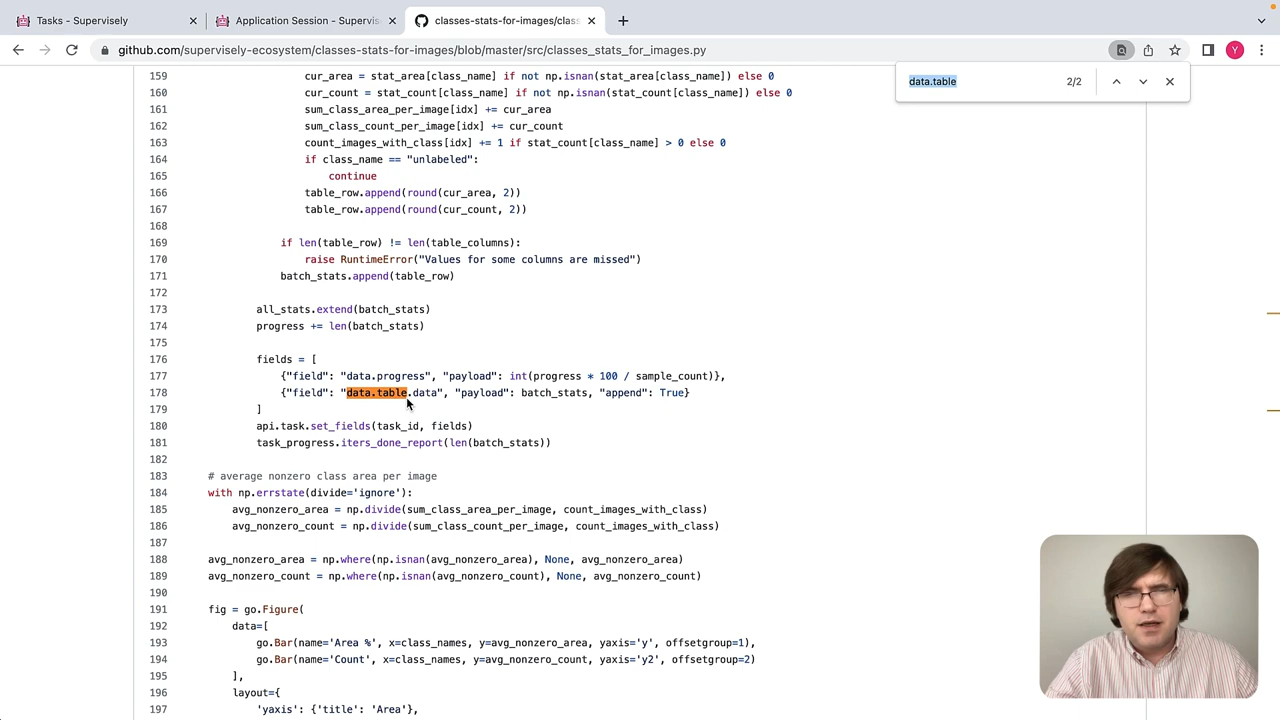 Tasks - Supervisely
Application Session - Supervis
classes-stats-for-images/class
github.com/supervisely-ecosystem/classes-stats-for-images/blob/master/src/classes_stats_for_images.py
Y
data.table
2/2
159 cur_area = stat_area[class_name] if not np.isnan(stat_area[class_name]) else 0
160 cur_count = stat_count[class_name] if not np.isnan(stat_count[class_name]) else 0
161 sum_class_area_per_image[idx] += cur_area
162 sum_class_count_per_image[idx] += cur_count
163 count_images_with_class[idx] += 1 if stat_count[class_name] > 0 else 0
164 if class_name == "unlabeled":
165 continue
166 table_row.append(round(cur_area, 2))
167 table_row.append(round(cur_count, 2))
168
169 if len(table_row) != len(table_columns):
170 raise RuntimeError("Values for some columns are missed")
171 batch_stats.append(table_row)
172
173 all_stats.extend(batch_stats)
174 progress += len(batch_stats)
175
176 fields = [
177 {"field": "data.progress", "payload": int(progress * 100 / sample_count)},
178 {"field": "data.table.data", "payload": batch_stats, "append": True}
179 ]
180 api.task.set_fields(task_id, fields)
181 task_progress.iters_done_report(len(batch_stats))
182
183 # average nonzero class area per image
184 with np.errstate(divide='ignore'):
185 avg_nonzero_area = np.divide(sum_class_area_per_image, count_images_with_class)
186 avg_nonzero_count = np.divide(sum_class_count_per_image, count_images_with_class)
187
188 avg_nonzero_area = np.where(np.isnan(avg_nonzero_area), None, avg_nonzero_area)
189 avg_nonzero_count = np.where(np.isnan(avg_nonzero_count), None, avg_nonzero_count)
190
191 fig = go.Figure(
192 data=[
193 go.Bar(name='Area %', x=class_names, y=avg_nonzero_area, yaxis='y', offsetgroup=1),
194 go.Bar(name='Count', x=class_names, y=avg_nonzero_count, yaxis='y2', offsetgroup=2)
195 ],
196 layout={
197 'yaxis': {'title': 'Area'},